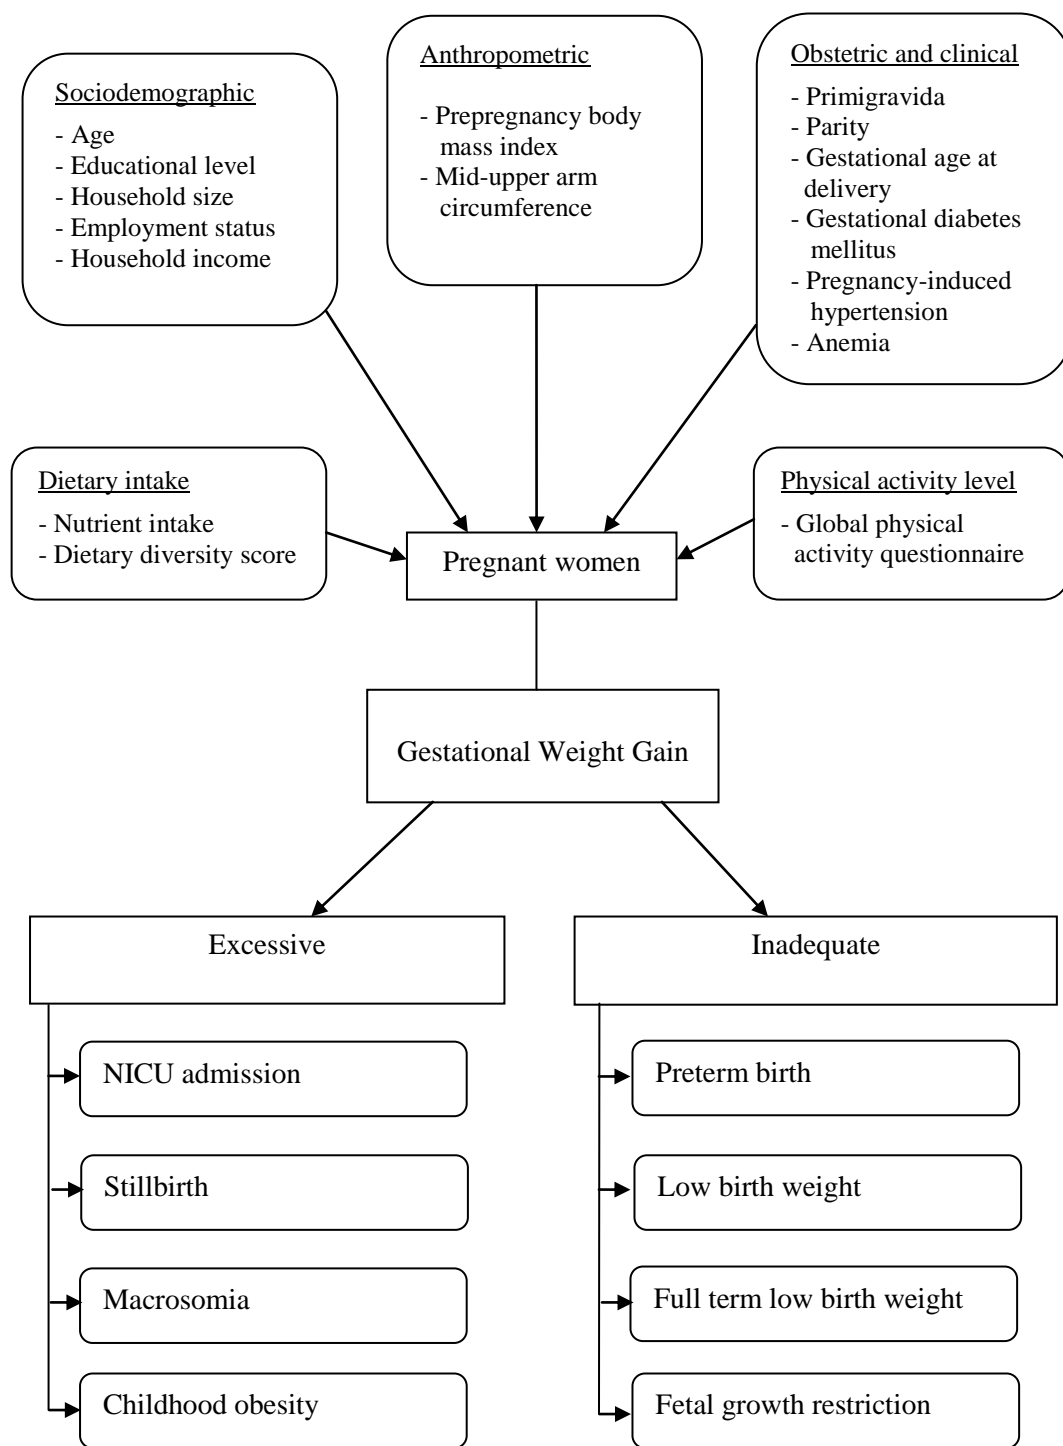 Sociodemographic
- Age
- Educational level
- Household size
- Employment status
- Household income
Anthropometric
- Prepregnancy body
mass index
- Mid-upper arm
circumference
Obstetric and clinical
- Primigravida
- Parity
- Gestational age at
delivery
- Gestational diabetes
mellitus
- Pregnancy-induced
hypertension
- Anemia
Dietary intake
- Nutrient intake
- Dietary diversity score
Pregnant women
Physical activity level
- Global physical
activity questionnaire
Gestational Weight Gain
Excessive
NICU admission
Stillbirth
Macrosomia
Childhood obesity
Inadequate
Preterm birth
Low birth weight
Full term low birth weight
Fetal growth restriction